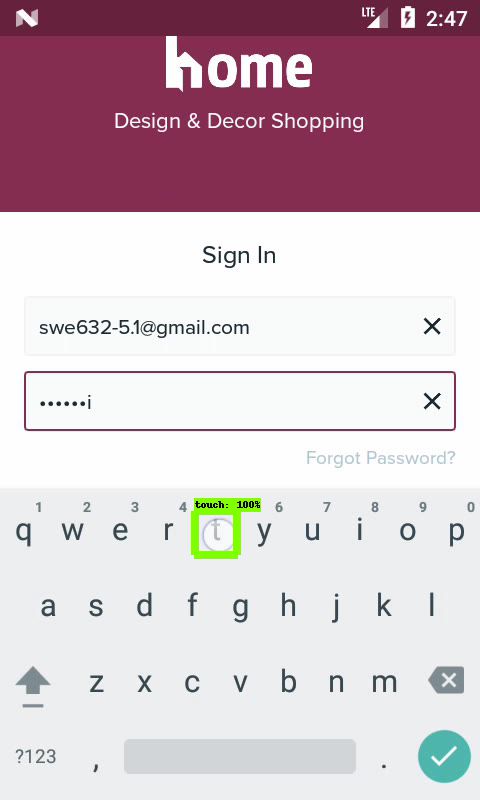 LTE 2:47
home
Design & Decor Shopping
Sign In
swe632-5.1@gmail.com
••••••i
Forgot Password?
touch: 100%
1 2 3 4 6 7 8 9 0
q w e r t y u i o p
a s d f g h j k l
z x c v b n m
?123 , .